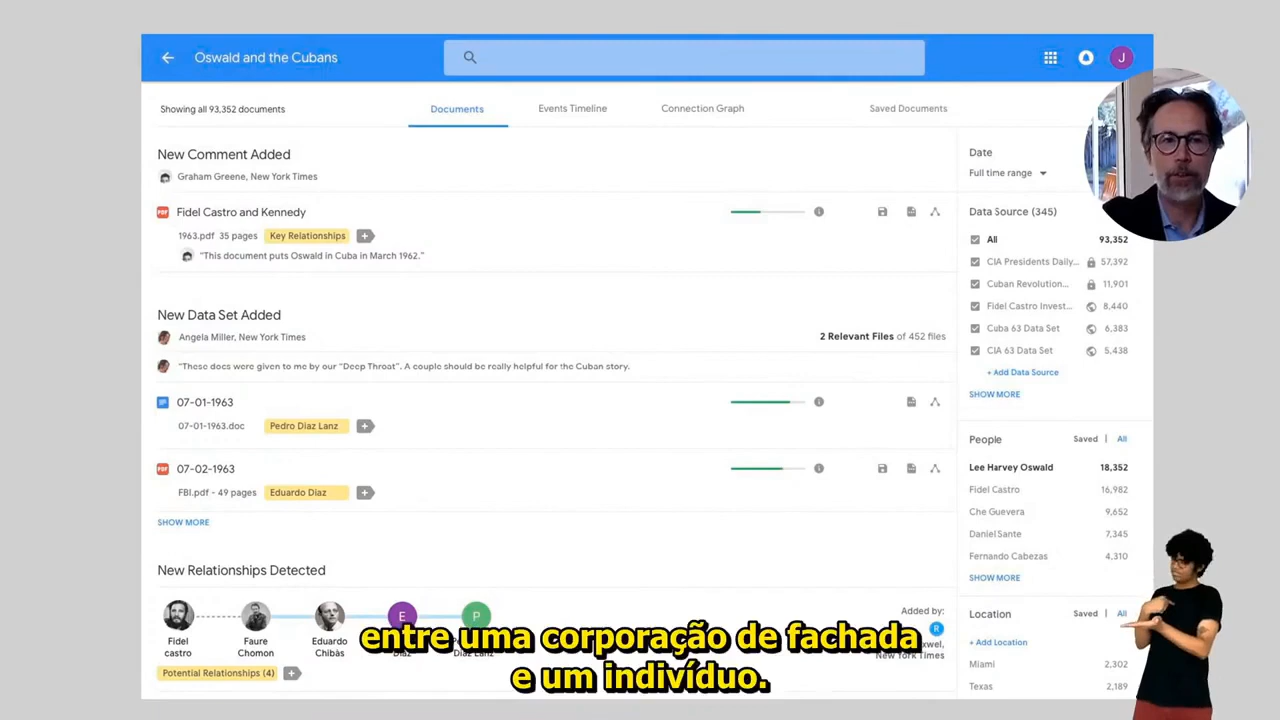 Oswald and the Cubans
J
Showing all 93,352 documents
Documents
Events Timeline
Connection Graph
Saved Documents
New Comment Added
Graham Greene, New York Times
PDF Fidel Castro and Kennedy
1963.pdf 35 pages Key Relationships +
"This document puts Oswald in Cuba in March 1962."
New Data Set Added
Angela Miller, New York Times
2 Relevant Files of 452 files
"These docs were given to me by our "Deep Throat". A couple should be really helpful for the Cuban story.
07-01-1963
07-01-1963.doc Pedro Diaz Lanz +
PDF 07-02-1963
FBI.pdf - 49 pages Eduardo Diaz +
SHOW MORE
New Relationships Detected
E
P
Fidel
castro
Faure
Chomon
Eduardo
Chibás
Added by:
R
New York Times
Potential Relationships (4) +
Date
Full time range
Data Source (345)
All 93,352
CIA Presidents Daily... 57,392
Cuban Revolution... 11,901
Fidel Castro Invest... 8,440
Cuba 63 Data Set 6,383
CIA 63 Data Set 5,438
+ Add Data Source
SHOW MORE
People Saved | All
Lee Harvey Oswald 18,352
Fidel Castro 16,982
Che Guevera 9,652
Daniel Sante 7,345
Fernando Cabezas 4,310
SHOW MORE
Location Saved | All
+ Add Location
Miami 2,302
Texas 2,189
entre uma corporação de fachada
e um indivíduo.